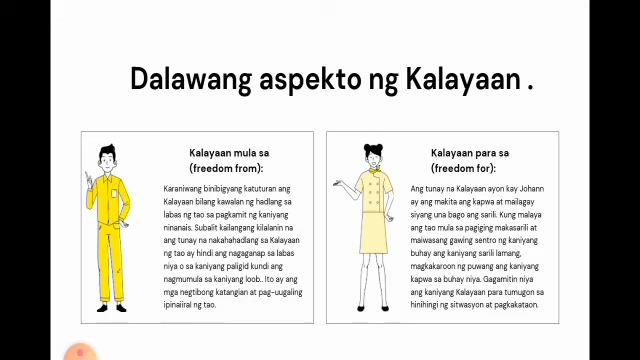 Dalawang aspekto ng Kalayaan .
Kalayaan mula sa
(freedom from):
Karaniwang binibigyang katuturan ang
Kalayaan bilang kawalan ng hadlang sa
labas ng tao sa pagkamit ng kaniyang
ninanais. Subalit kailangang kilalanin na
ang tunay na nakahahadlang sa Kalayaan
ng tao ay hindi ang nagaganap sa labas
niya o sa kaniyang paligid kundi ang
nagmumula sa kaniyang loob.. Ito ay ang
mga negtibong katangian at pag-uugaling
ipinaiiral ng tao.
Kalayaan para sa
(freedom for):
Ang tunay na Kalayaan ayon kay Johann
ay ang makita ang kapwa at mailagay
siyang una bago ang sarili. Kung malaya
ang tao mula sa pagiging makasarili at
maiwasang gawing sentro ng kaniyang
buhay ang kaniyang sarili lamang,
magkakaroon ng puwang ang kaniyang
kapwa sa buhay niya. Gagamitin niya
ang kaniyang Kalayaan para tumugon sa
hinihingi ng sitwasyon at pagkakataon.